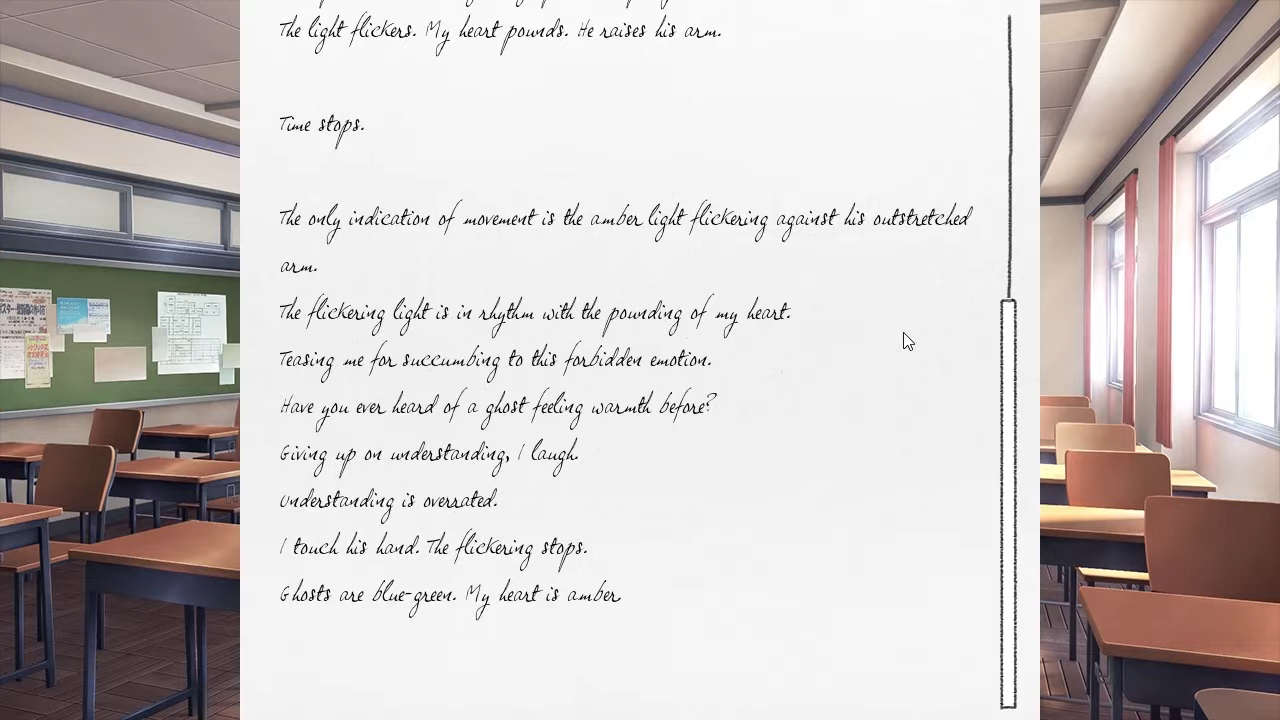 The light flickers. My heart pounds. He raises his arm.
Time stops.
The only indication of movement is the amber light flickering against his outstretched
arm.
The flickering light is in rhythm with the pounding of my heart.
Teasing me for succumbing to this forbidden emotion.
Have you ever heard of a ghost feeling warmth before?
Giving up on understanding, I laugh.
Understanding is overrated.
I touch his hand. The flickering stops.
Ghosts are blue-green. My heart is amber